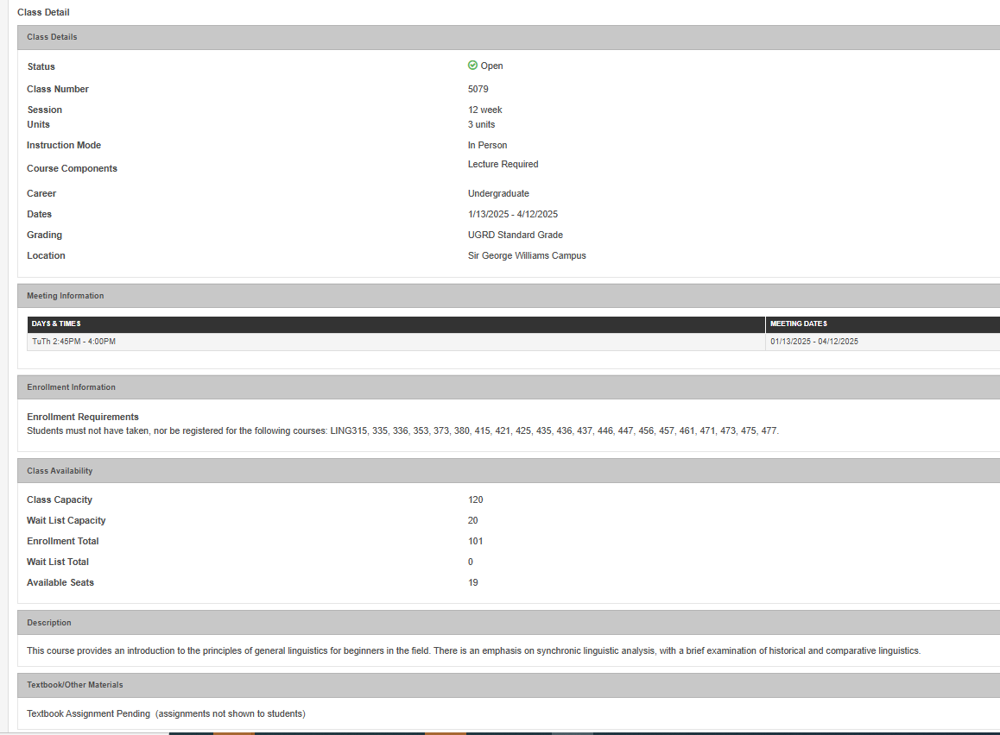 Class Detail
Class Details
Status Open
Class Number 5079
Session 12 week
Units 3 units
Instruction Mode In Person
Course Components Lecture Required
Career Undergraduate
Dates 1/13/2025 - 4/12/2025
Grading UGRD Standard Grade
Location Sir George Williams Campus
Meeting Information
DAYS & TIMES MEETING DATES
TuTh 2:45PM - 4:00PM 01/13/2025 - 04/12/2025
Enrollment Information
Enrollment Requirements
Students must not have taken, nor be registered for the following courses: LING315, 335, 336, 353, 373, 380, 415, 421, 425, 435, 436, 437, 446, 447, 456, 457, 461, 471, 473, 475, 477.
Class Availability
Class Capacity 120
Wait List Capacity 20
Enrollment Total 101
Wait List Total 0
Available Seats 19
Description
This course provides an introduction to the principles of general linguistics for beginners in the field. There is an emphasis on synchronic linguistic analysis, with a brief examination of historical and comparative linguistics.
Textbook/Other Materials
Textbook Assignment Pending (assignments not shown to students)